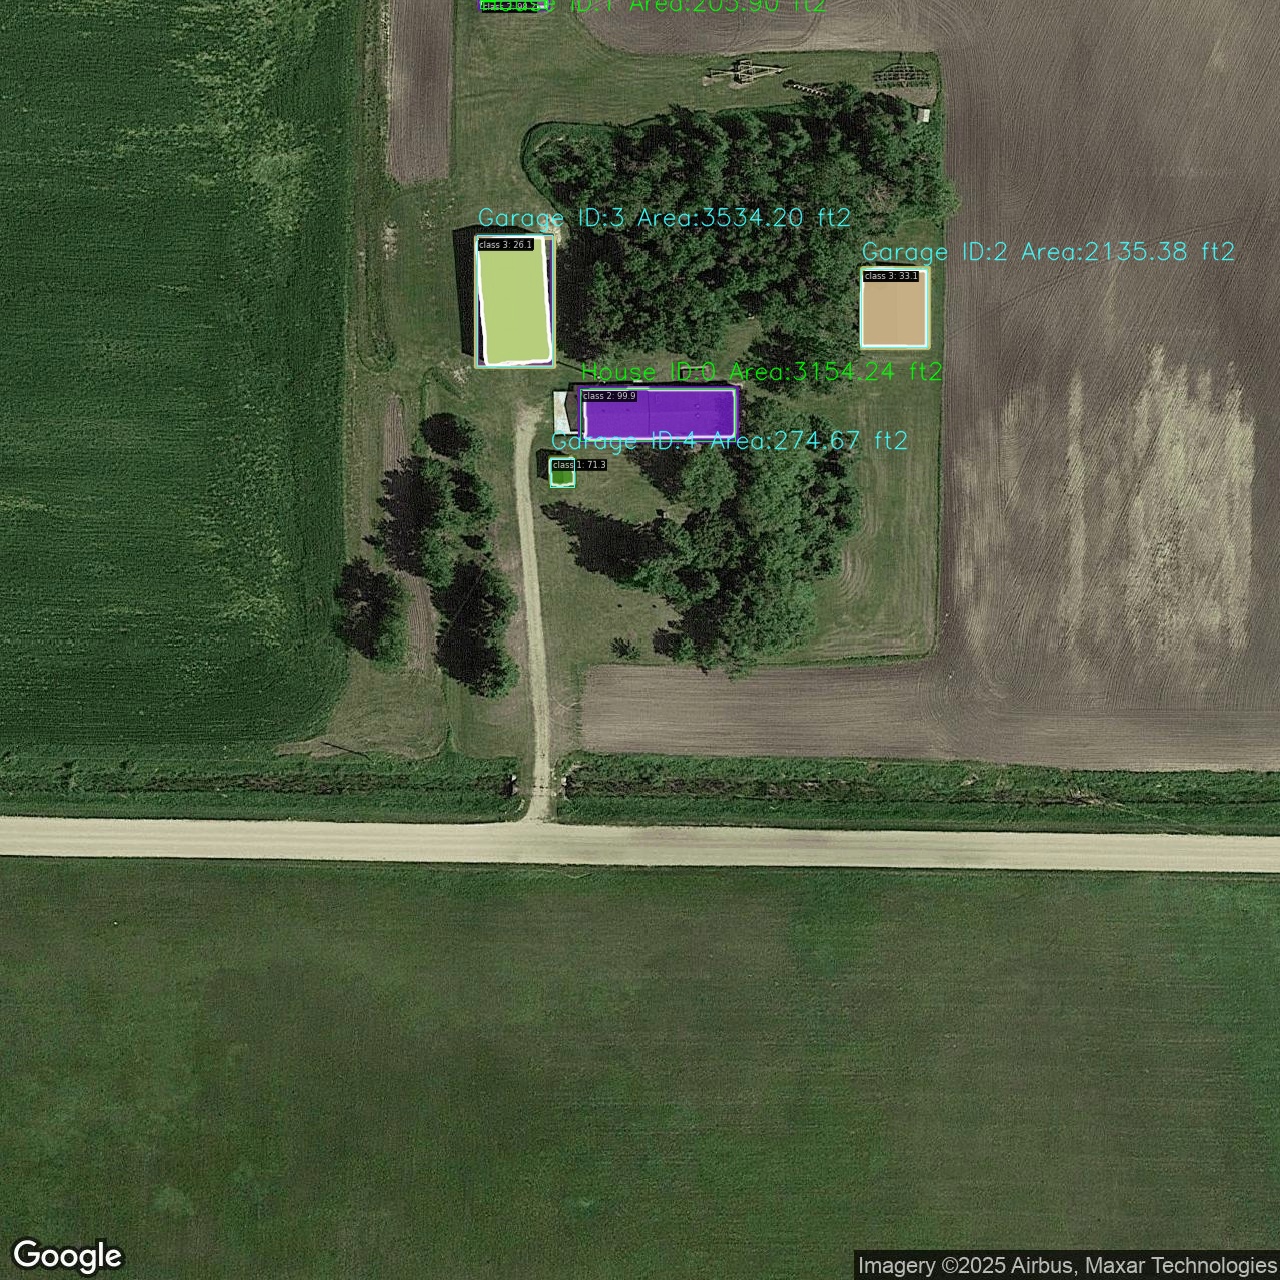 House ID:1 Area:205.90 ft2
Garage ID:3 Area:3534.20 ft2
class 3: 26.1
Garage ID:2 Area:2135.38 ft2
class 3: 33.1
House ID:0 Area:3154.24 ft2
class 2: 99.9
Garage ID:4 Area:274.67 ft2
class 1: 71.3
Google
Imagery ©2025 Airbus, Maxar Technologies